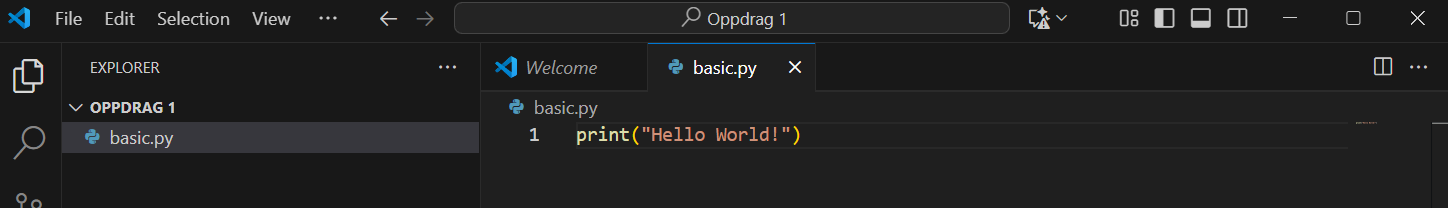 File Edit Selection View ··· Oppdrag 1
EXPLORER ···
Welcome
basic.py
OPPDRAG 1
basic.py
basic.py
1 print("Hello World!")